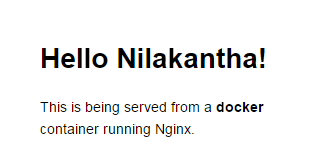 Hello Nilakantha!
This is being served from a docker
container running Nginx.